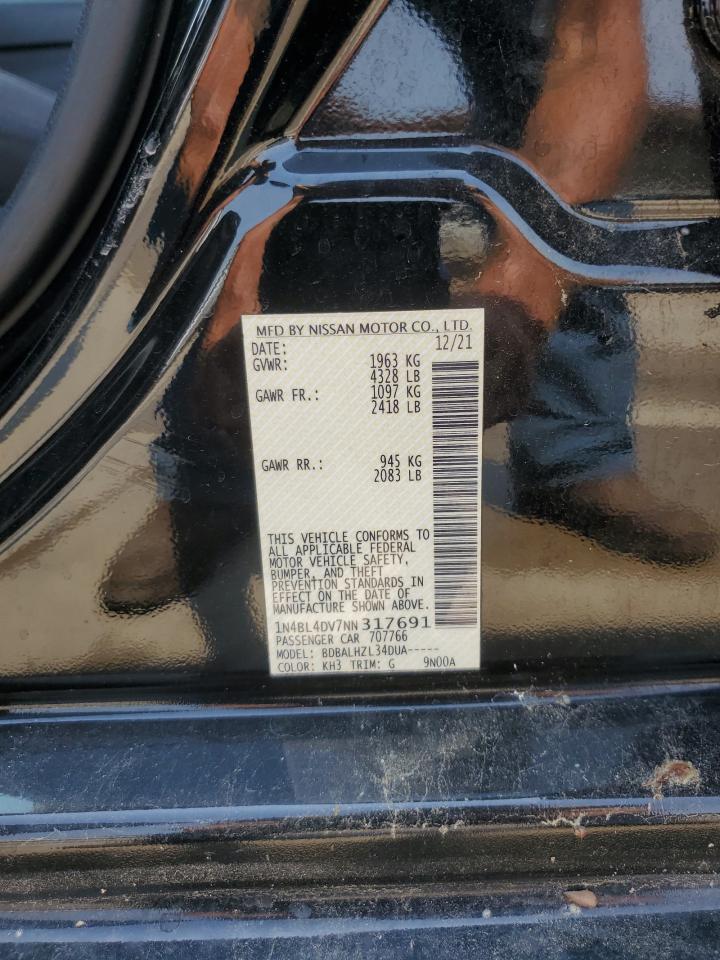 MFD BY NISSAN MOTOR CO., LTD.
DATE: 12/21
GVWR: 1963 KG
4328 LB
GAWR FR.: 1097 KG
2418 LB
GAWR RR.: 945 KG
2083 LB
THIS VEHICLE CONFORMS TO
ALL APPLICABLE FEDERAL
MOTOR VEHICLE SAFETY,
BUMPER, AND THEFT
PREVENTION STANDARDS IN
EFFECT ON THE DATE OF
MANUFACTURE SHOWN ABOVE.
1N4BL4DV7NN317691
PASSENGER CAR 707766
MODEL: BDBALHZL34DUA-----
COLOR: KH3 TRIM: G 9N00A